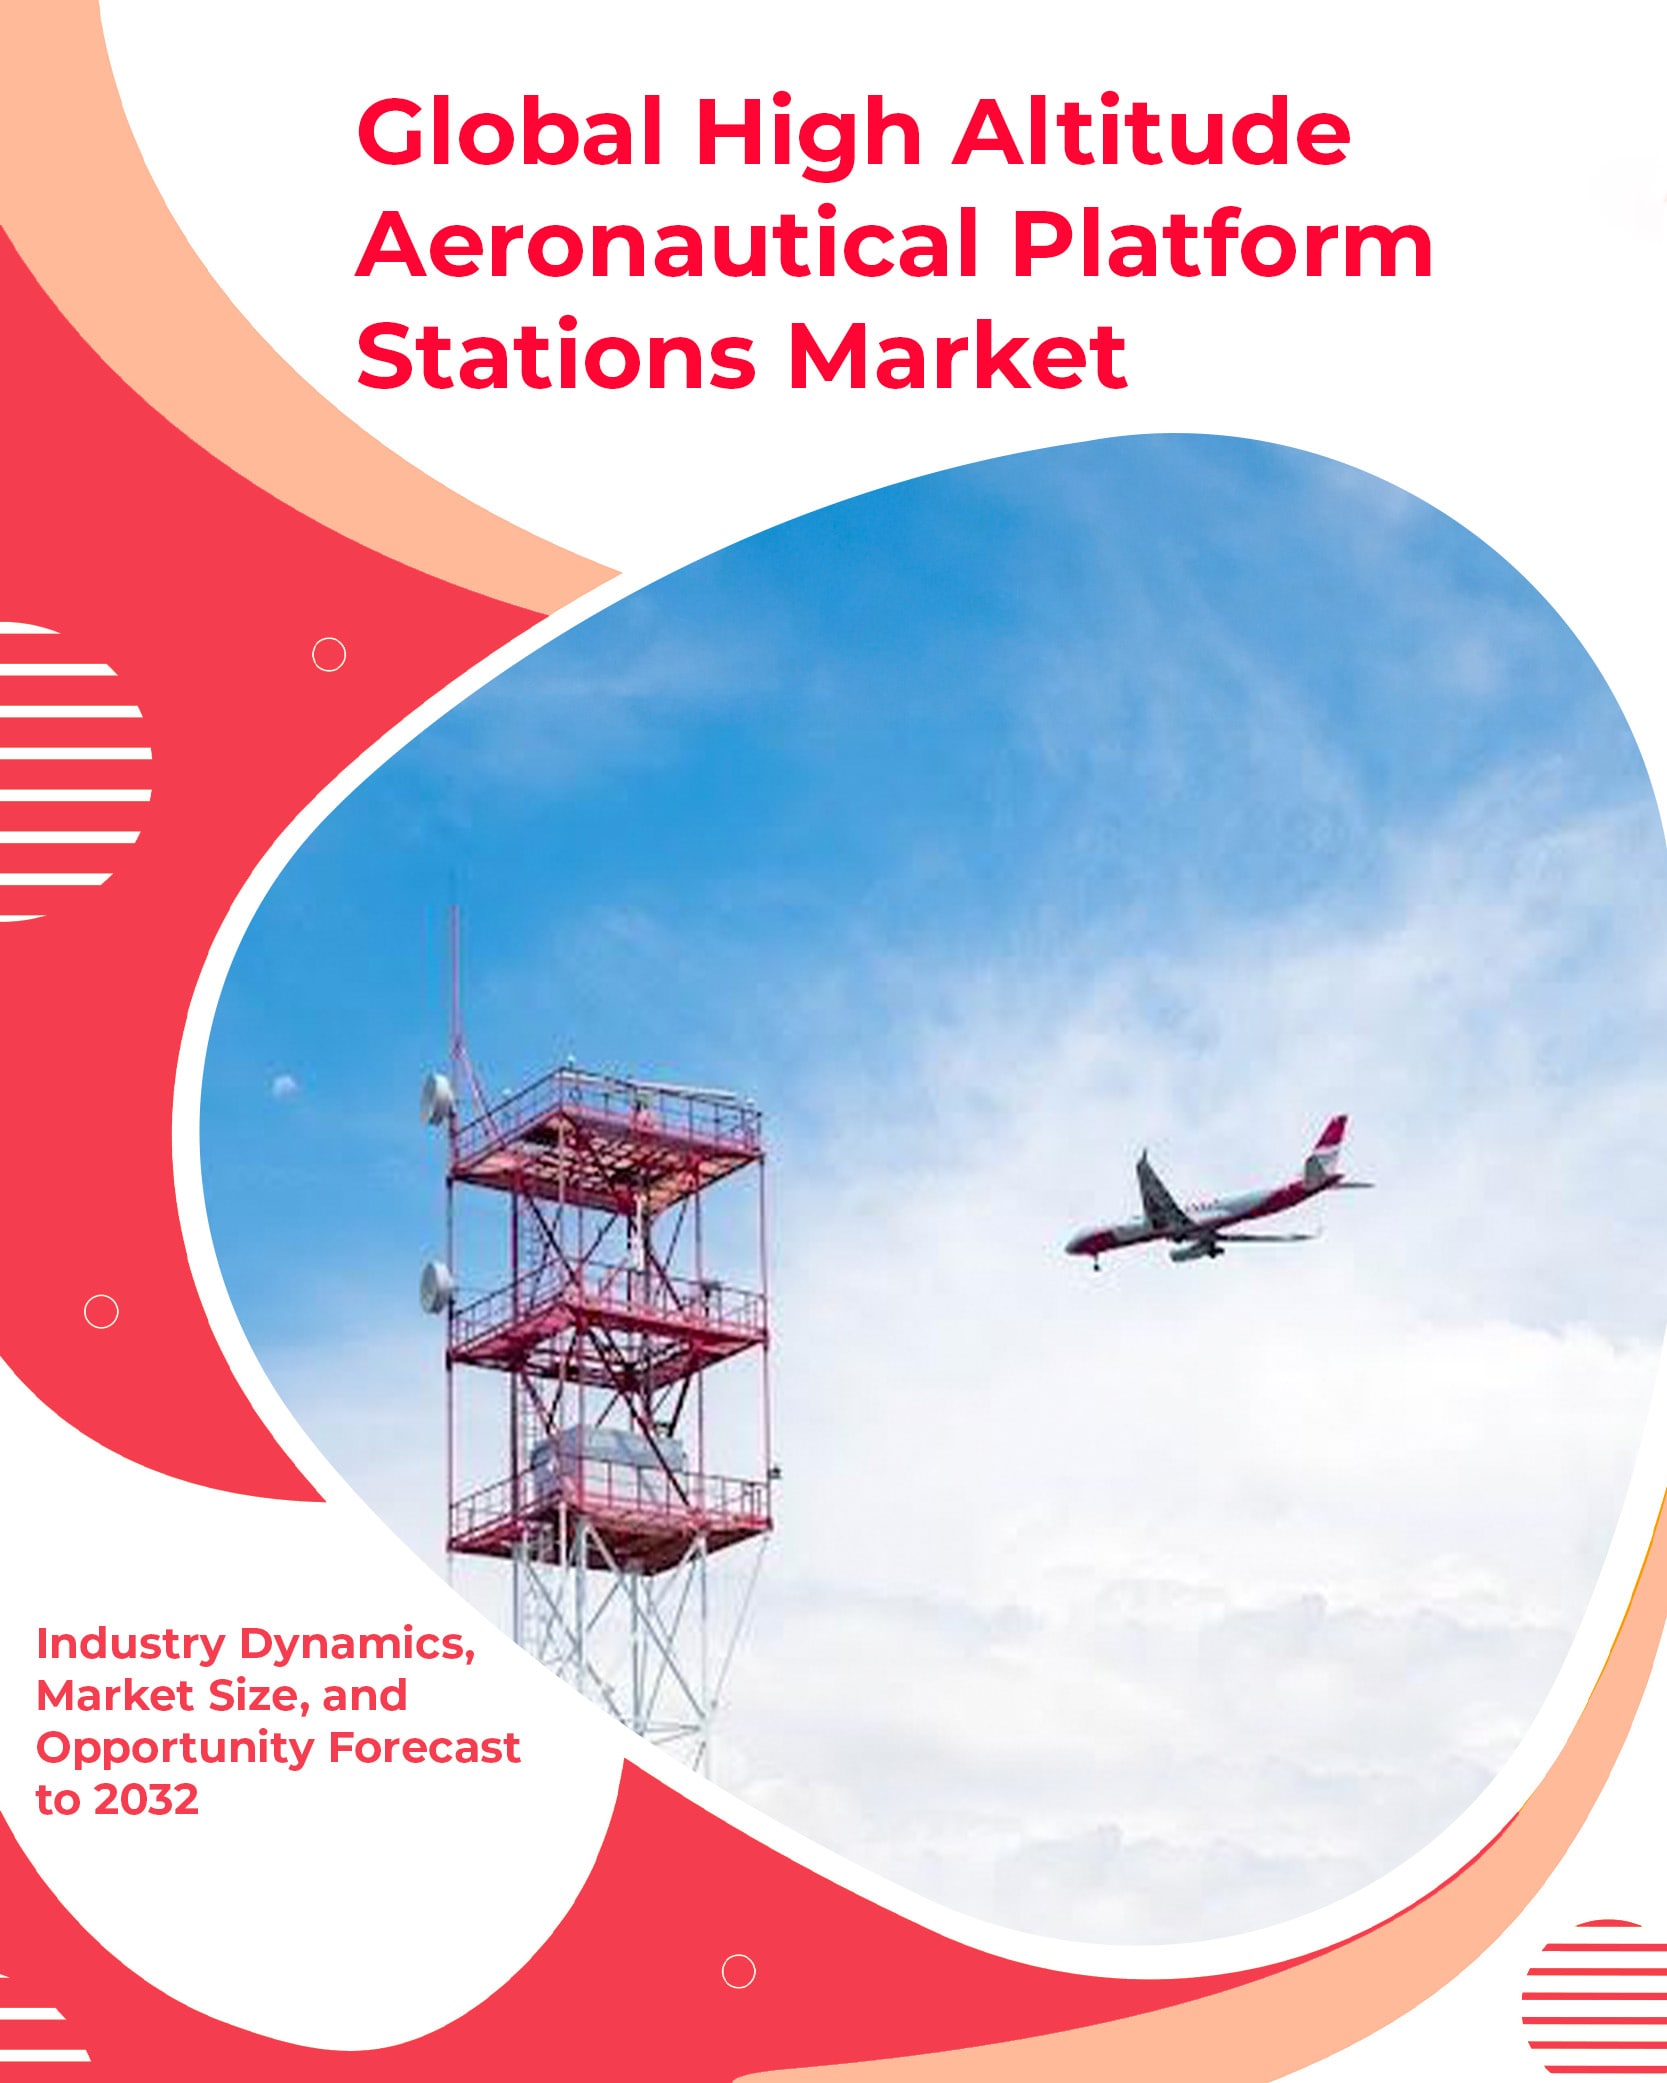 Global High Altitude
Aeronautical Platform
Stations Market
Industry Dynamics,
Market Size, and
Opportunity Forecast
to 2032